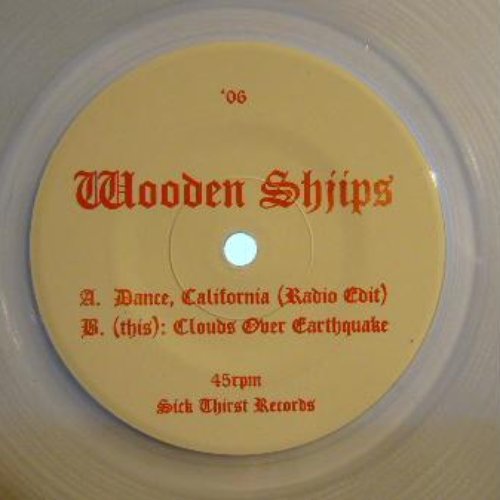 '06
Wooden Shjips
A. Dance, California (Radio Edit)
B. (this): Clouds Over Earthquake
45rpm
Sick Thirst Records